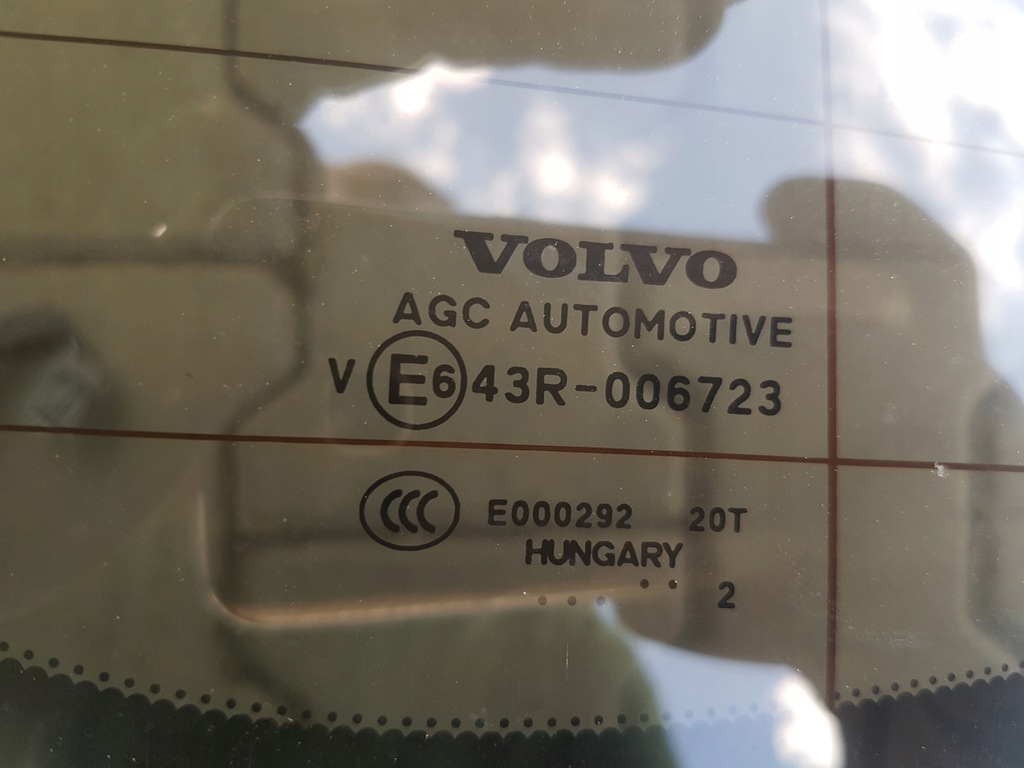 VOLVO
AGC AUTOMOTIVE
V E6 43R-006723
CCC E000292 20T
HUNGARY
.. 2
...